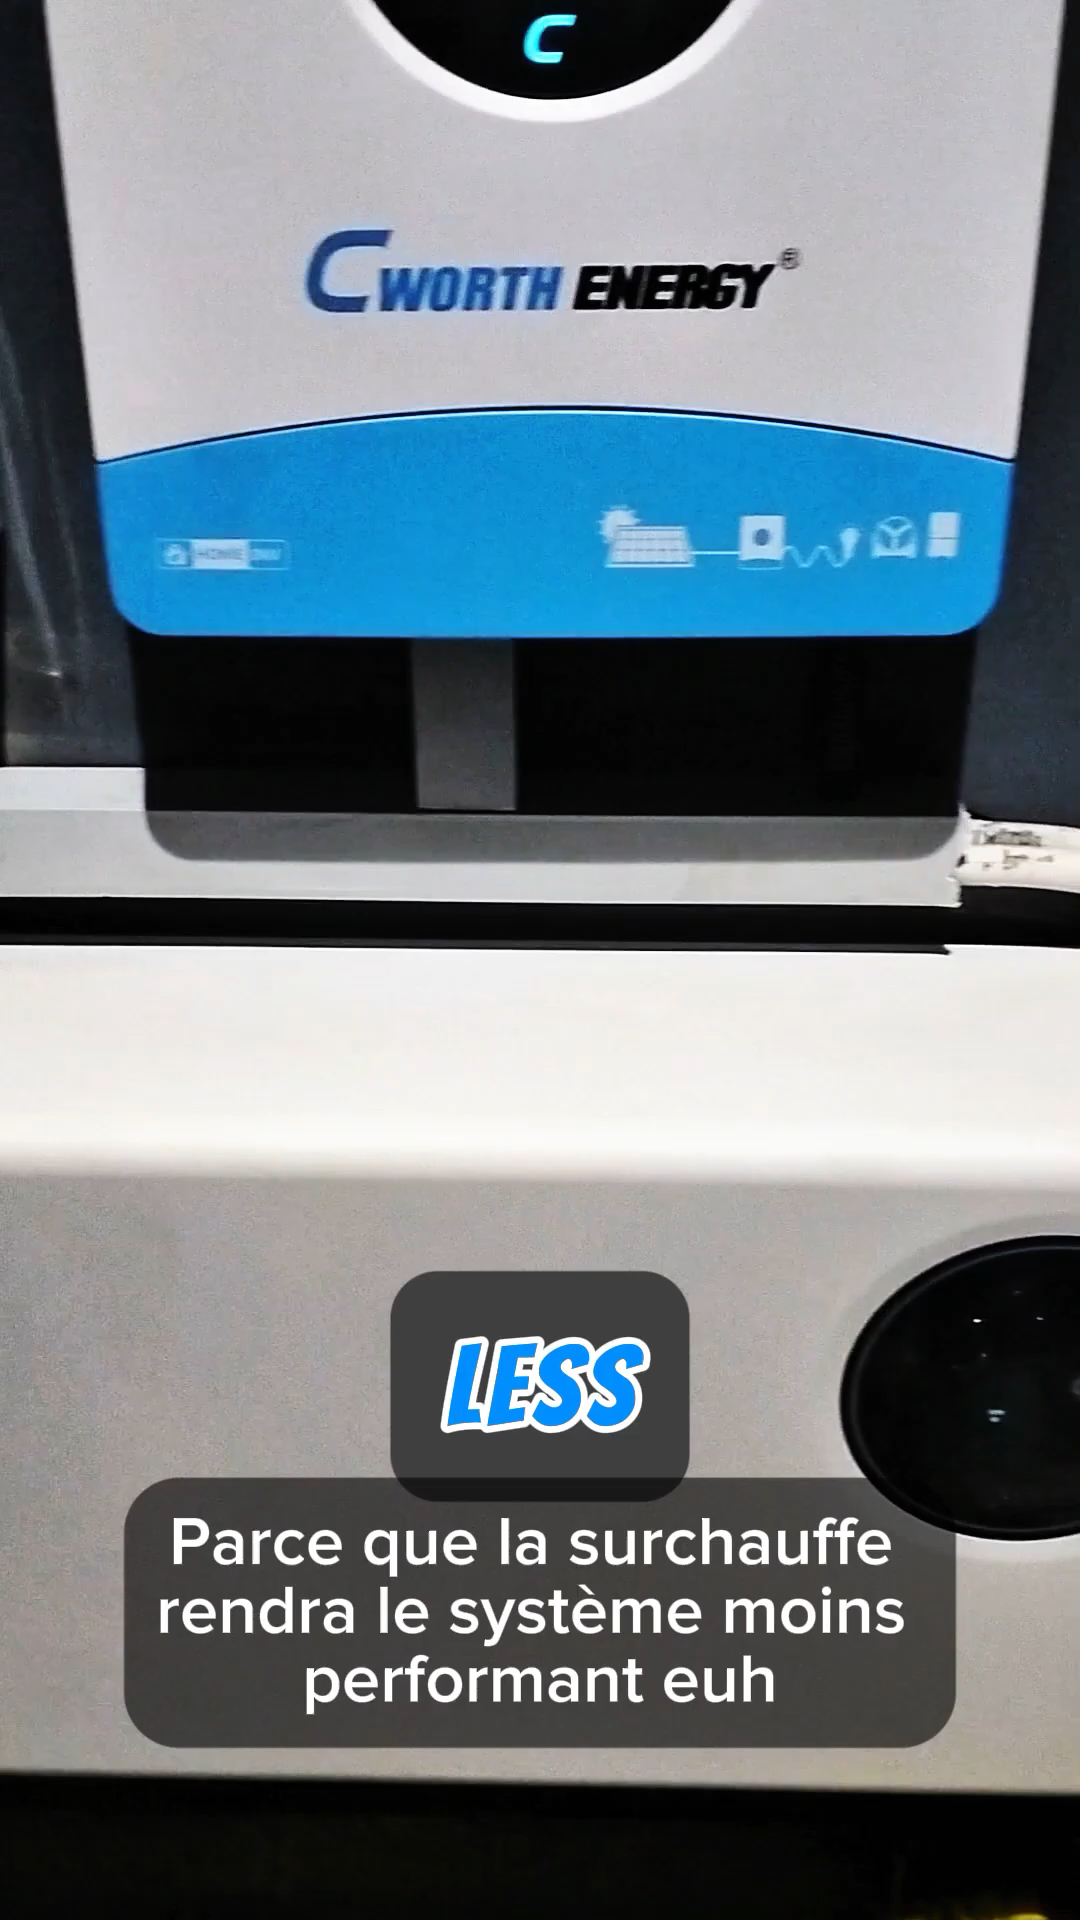 C
CWORTH ENERGY®
LESS
Parce que la surchauffe
rendra le système moins
performant euh